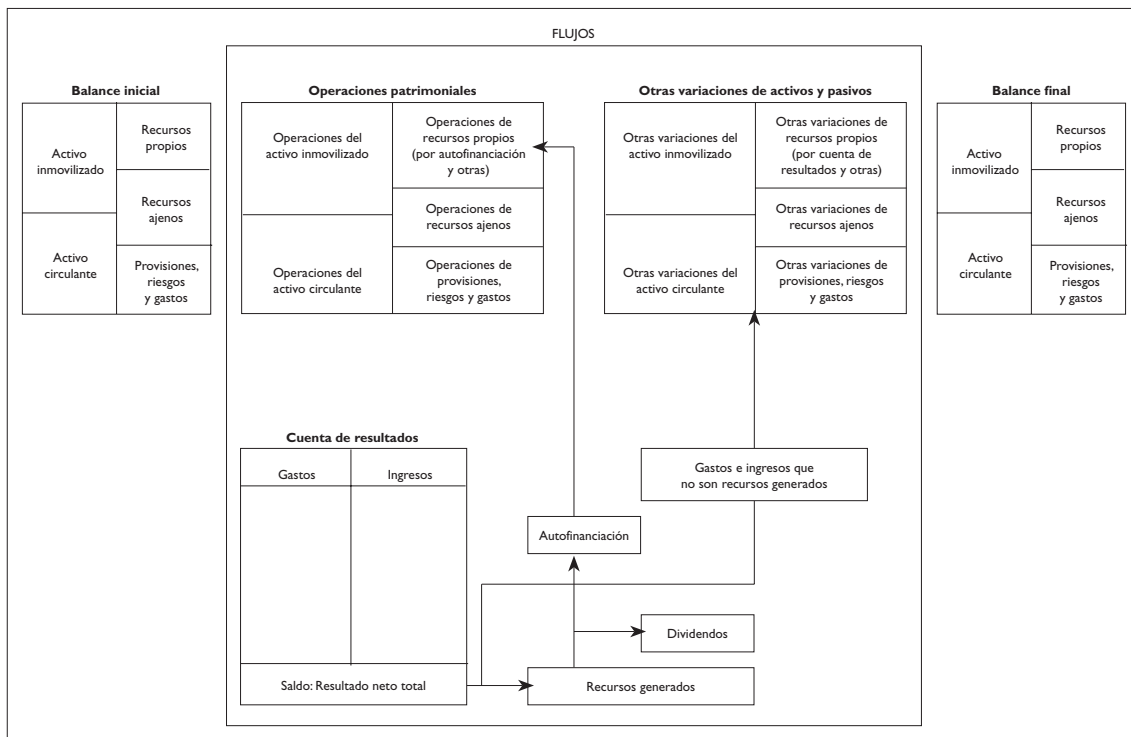 FLUJOS
Balance inicial
Activo
inmovilizado
Activo
circulante
Recursos
propios
Recursos
ajenos
Provisiones,
riesgos
y gastos
Operaciones patrimoniales
Operaciones del
activo inmovilizado
Operaciones del
activo circulante
Operaciones de
recursos propios
(por autofinanciación
y otras)
Operaciones de
recursos ajenos
Operaciones de
provisiones,
riesgos y gastos
Otras variaciones de activos y pasivos
Otras variaciones del
activo inmovilizado
Otras variaciones del
activo circulante
Otras variaciones de
recursos propios
(por cuenta de
resultados y otras)
Otras variaciones de
recursos ajenos
Otras variaciones de
provisiones, riesgos
y gastos
Balance final
Activo
inmovilizado
Activo
circulante
Recursos
propios
Recursos
ajenos
Provisiones,
riesgos
y gastos
Cuenta de resultados
Gastos
Ingresos
Saldo: Resultado neto total
Gastos e ingresos que
no son recursos generados
Autofinanciación
Dividendos
Recursos generados